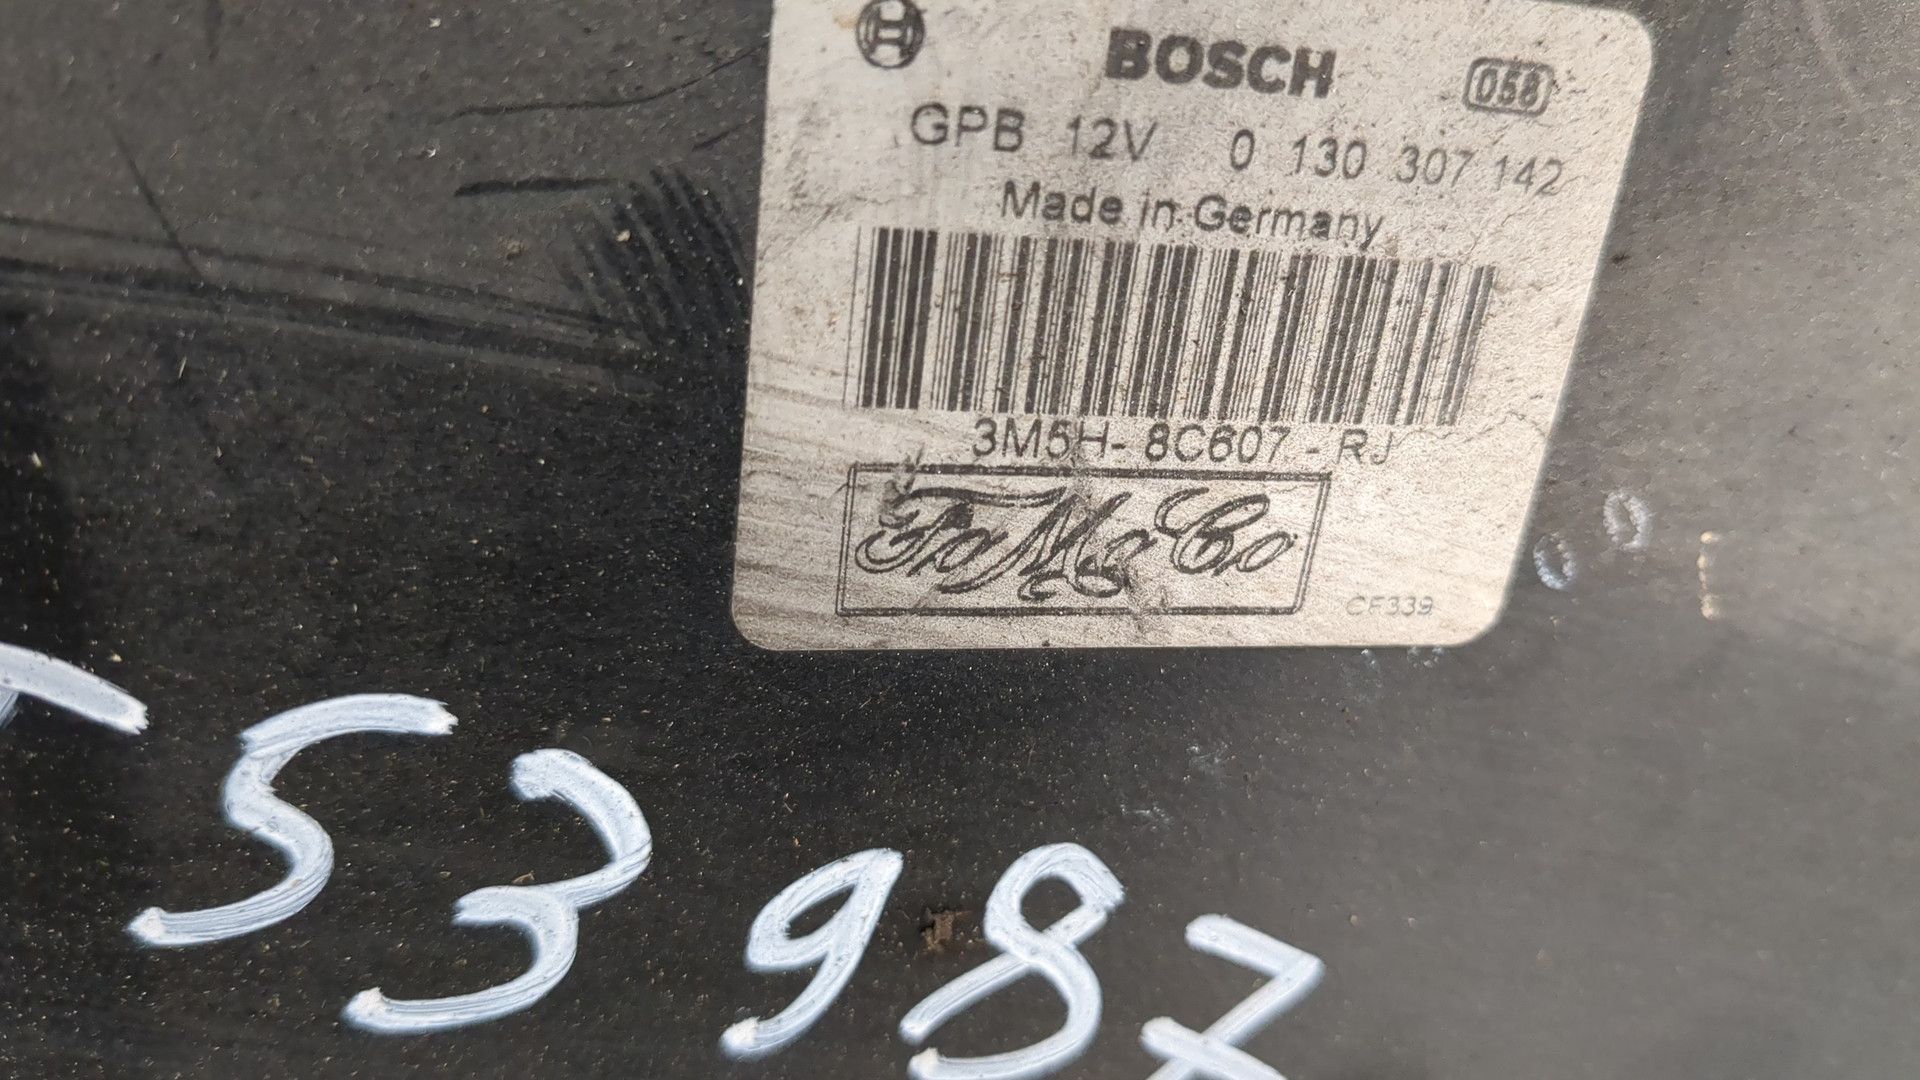 BOSCH 058
GPB 12V 0 130 307 142
Made in Germany
3M5H-8C607-RJ
FoMoCo
CF339
53987